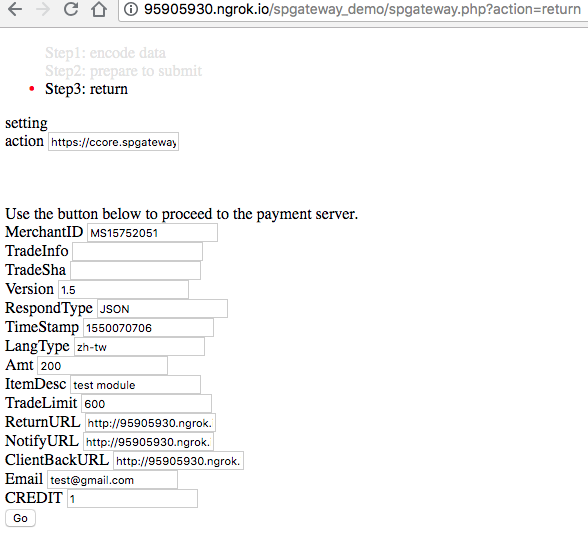 95905930.ngrok.io/spgateway_demo/spgateway.php?action=return
Step1: encode data
Step2: prepare to submit
Step3: return
setting
action https://ccore.spgateway
Use the button below to proceed to the payment server.
MerchantID MS15752051
TradeInfo
TradeSha
Version 1.5
RespondType JSON
TimeStamp 1550070706
LangType zh-tw
Amt 200
ItemDesc test module
TradeLimit 600
ReturnURL http://95905930.ngrok.
NotifyURL http://95905930.ngrok.
ClientBackURL http://95905930.ngrok.
Email test@gmail.com
CREDIT 1
Go